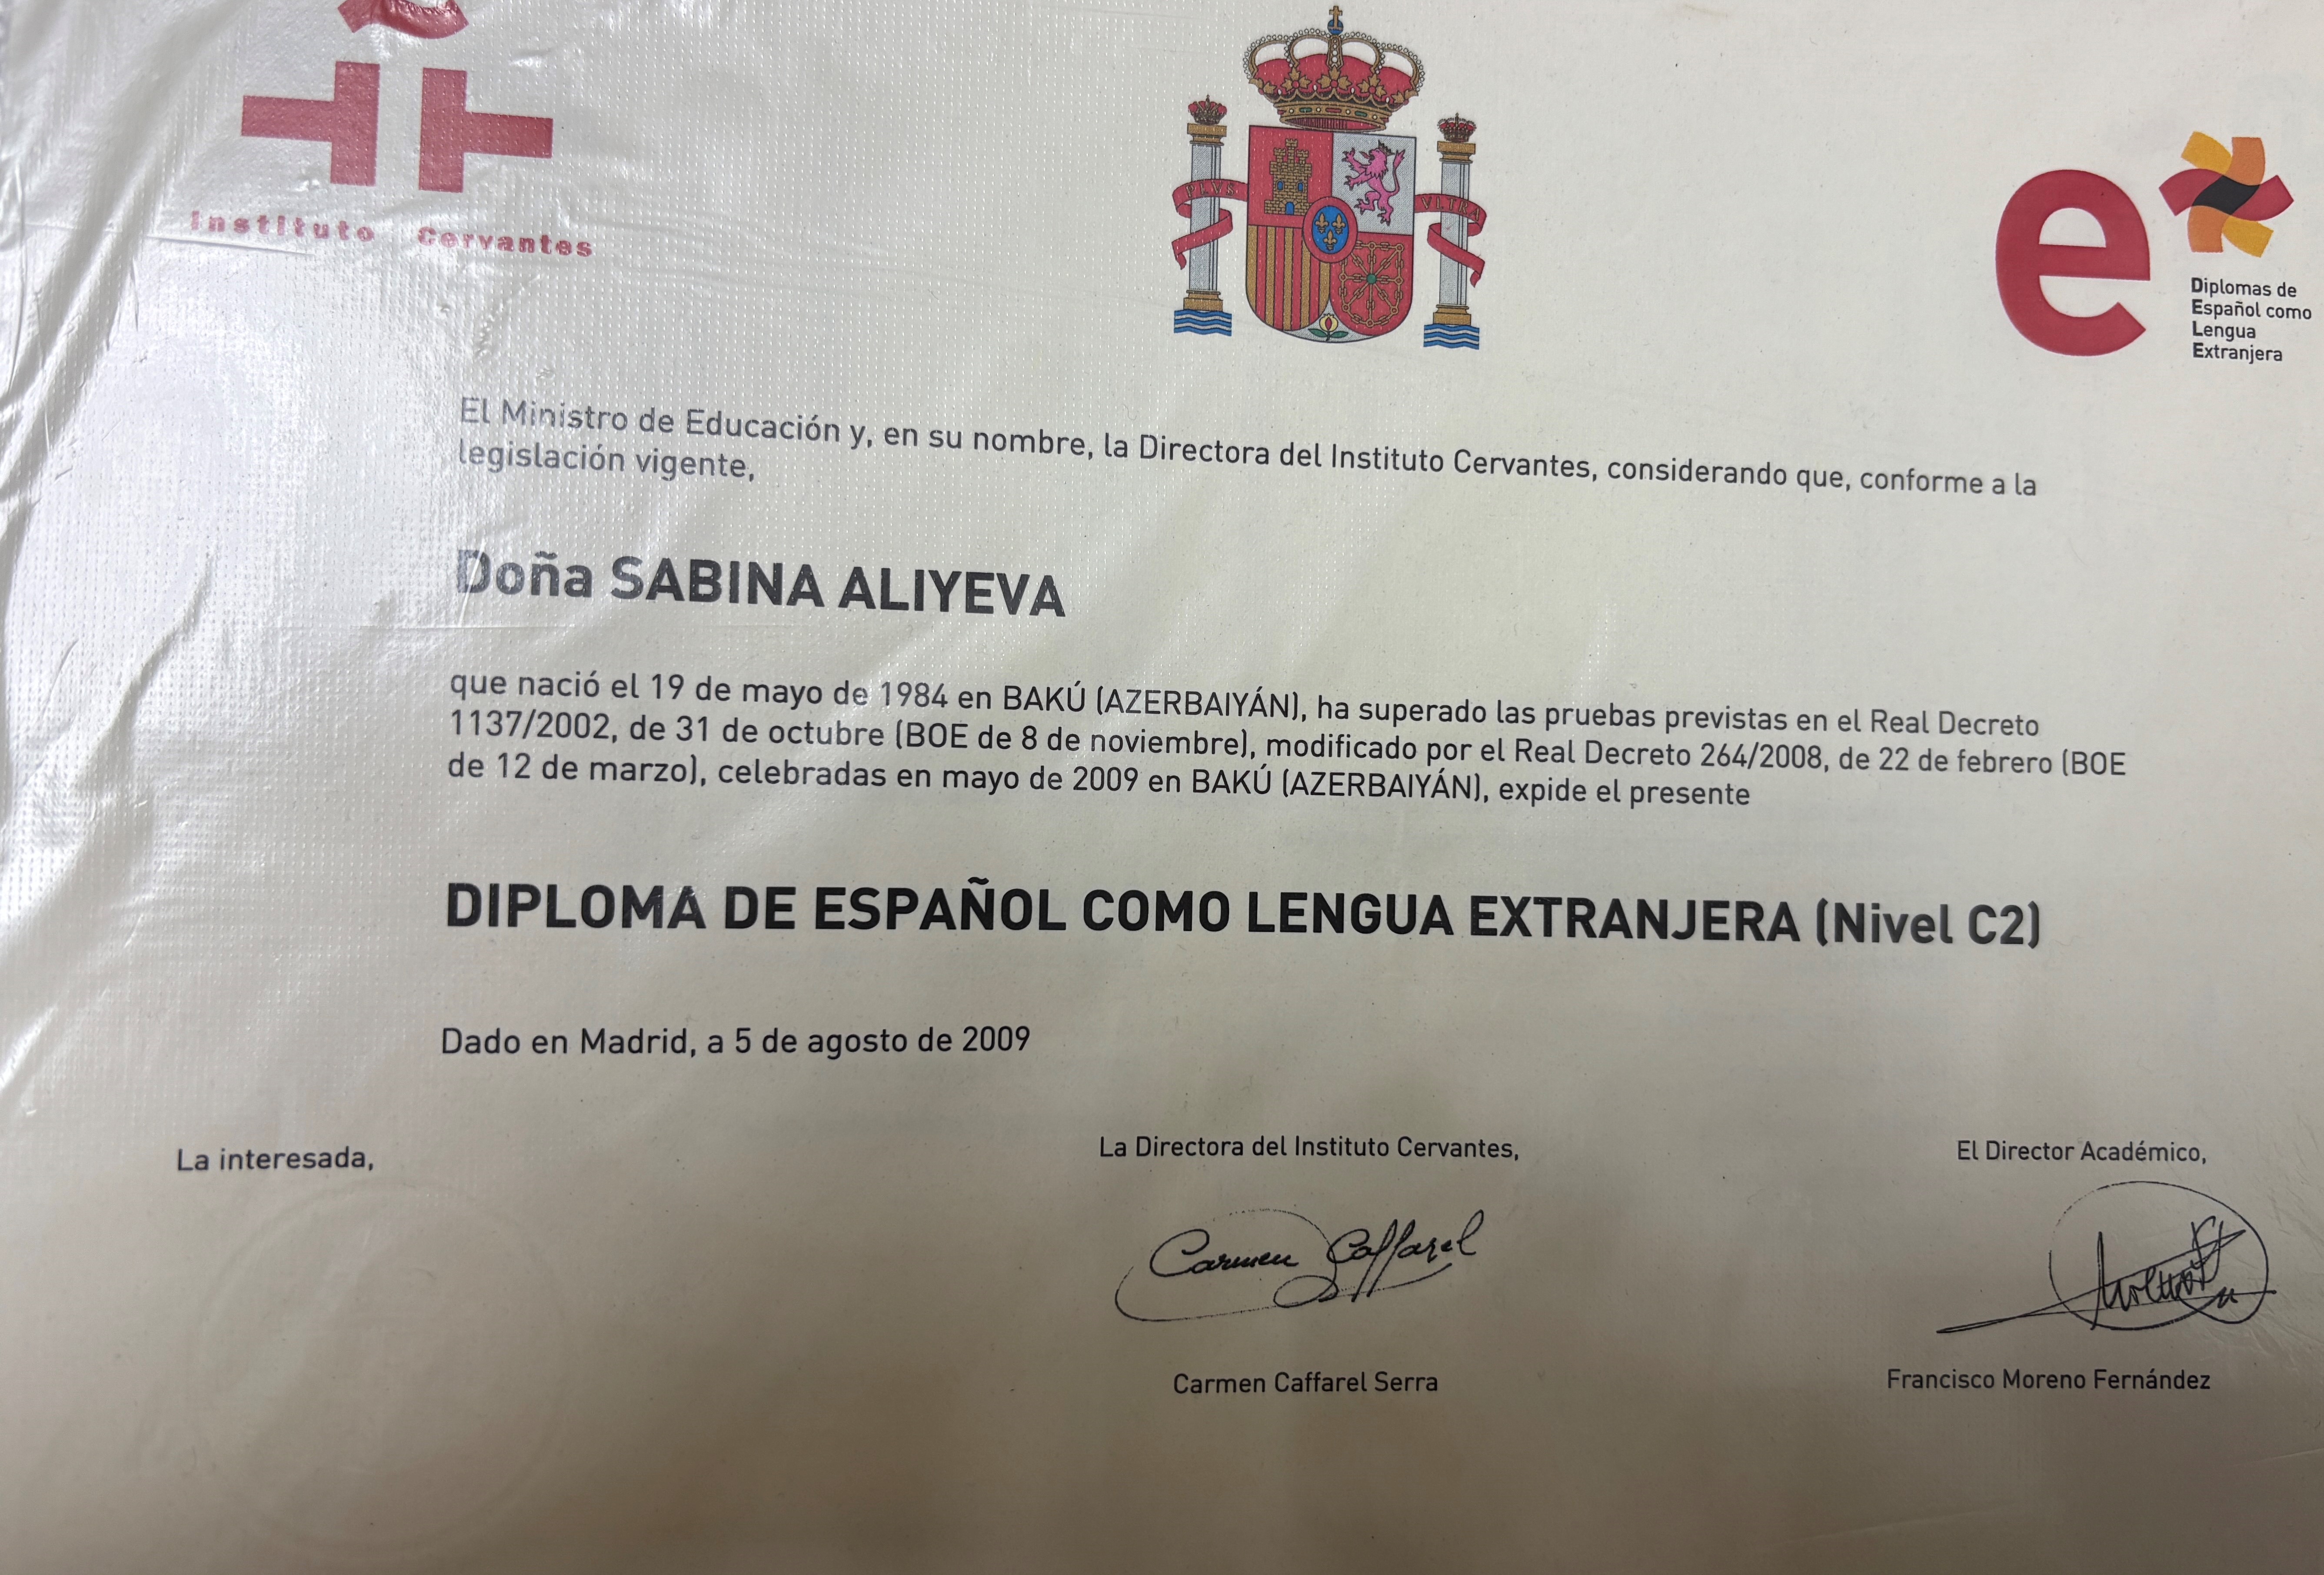 Instituto Cervantes
PLVS VLTRA
Diplomas de
Español como
Lengua
Extranjera
El Ministro de Educación y, en su nombre, la Directora del Instituto Cervantes, considerando que, conforme a la
legislación vigente,
Doña SABINA ALIYEVA
que nació el 19 de mayo de 1984 en BAKÚ (AZERBAIYÁN), ha superado las pruebas previstas en el Real Decreto
1137/2002, de 31 de octubre (BOE de 8 de noviembre), modificado por el Real Decreto 264/2008, de 22 de febrero (BOE
de 12 de marzo), celebradas en mayo de 2009 en BAKÚ (AZERBAIYÁN), expide el presente
DIPLOMA DE ESPAÑOL COMO LENGUA EXTRANJERA (Nivel C2)
Dado en Madrid, a 5 de agosto de 2009
La interesada,
La Directora del Instituto Cervantes,
El Director Académico,
Carmen Caffarel
Carmen Caffarel Serra
Francisco Moreno Fernández